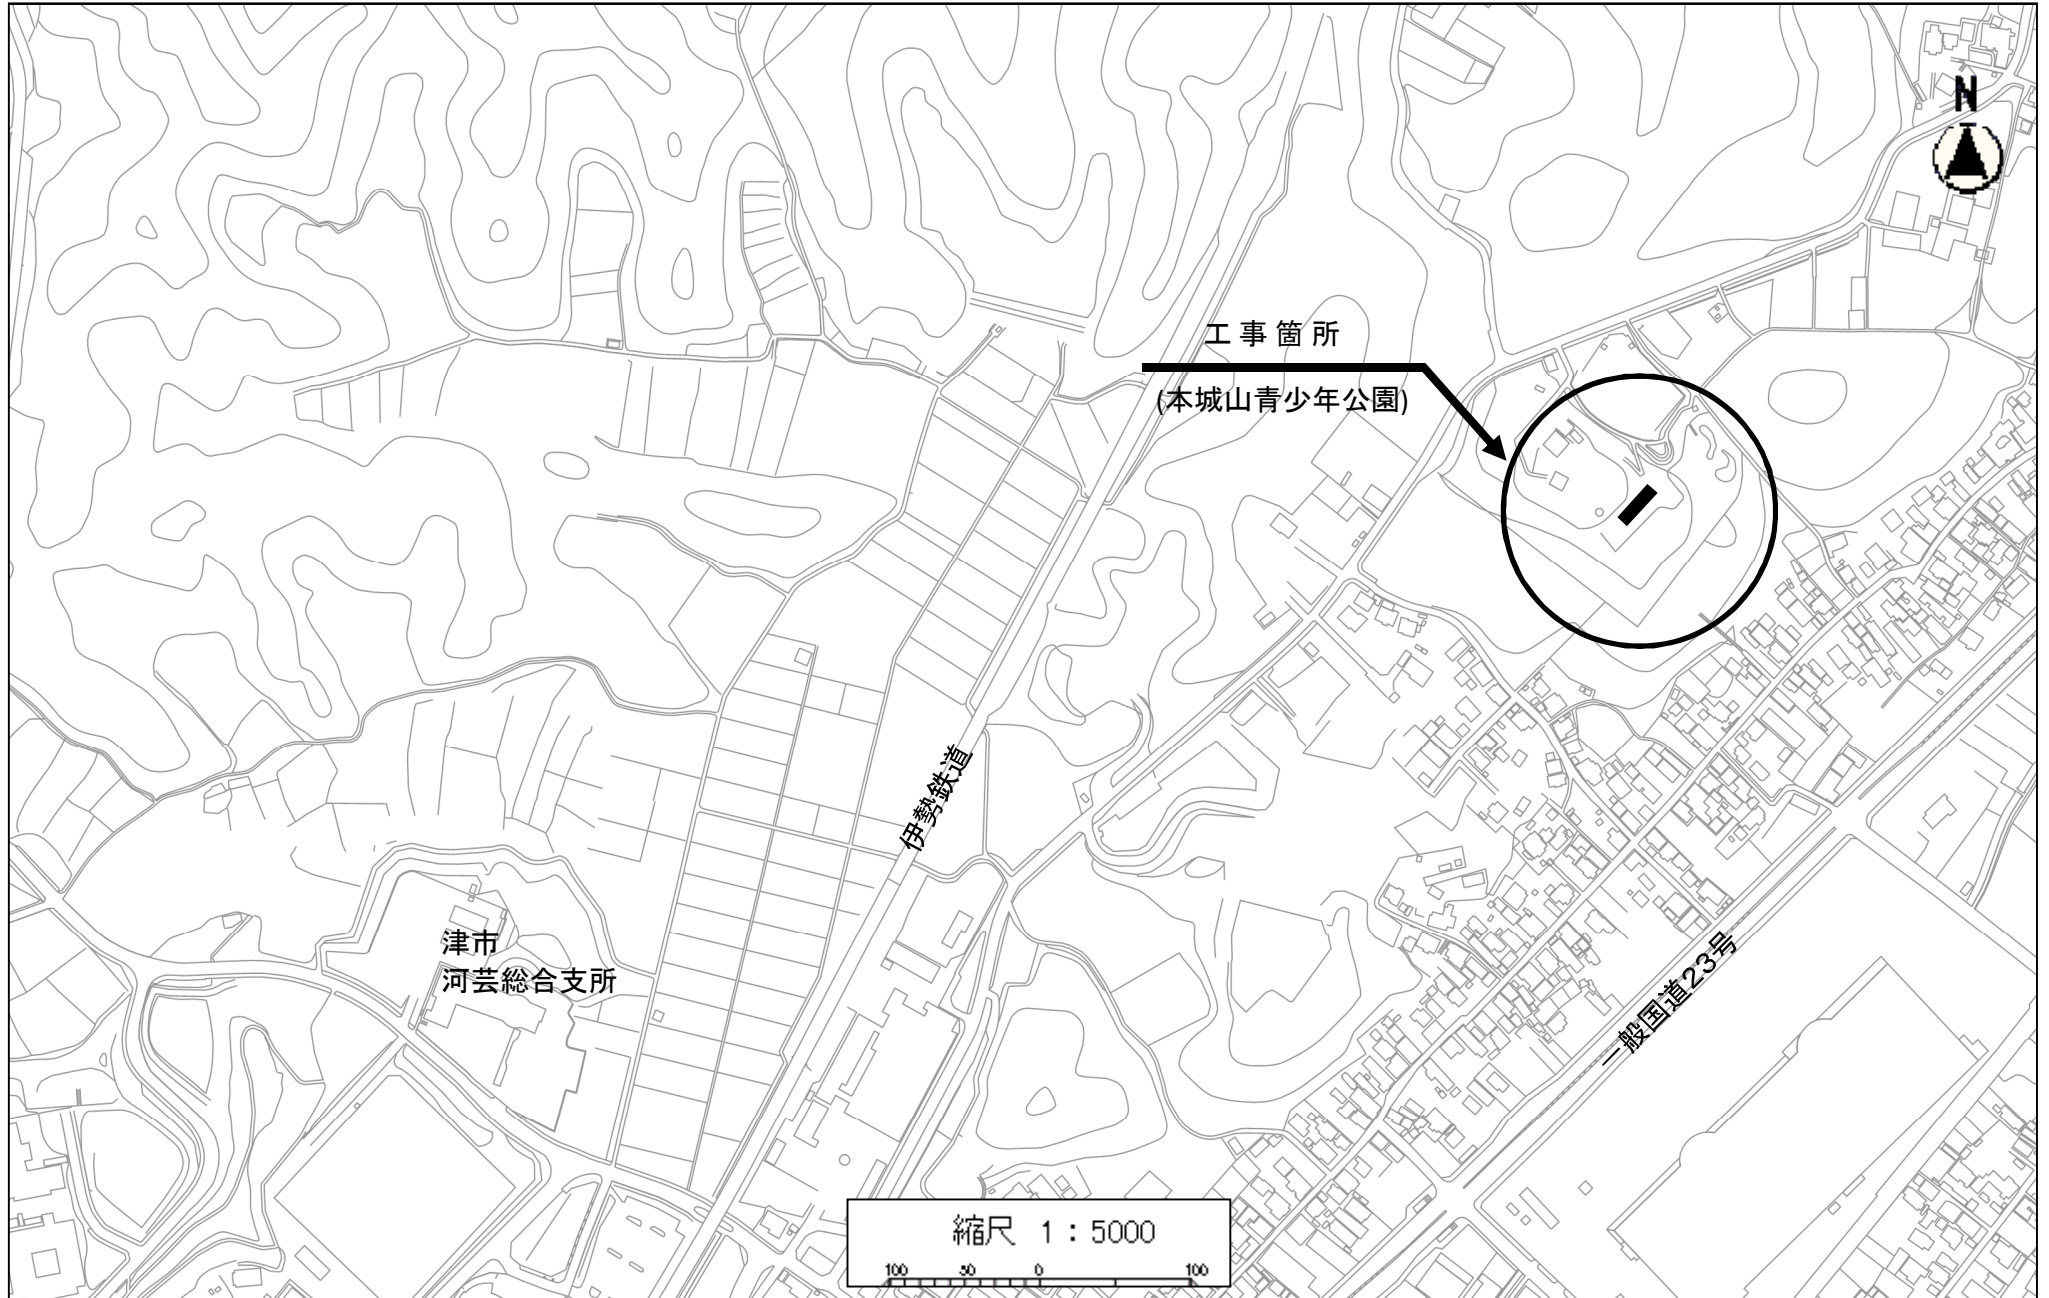 N
工事箇所
(本城山青少年公園)
伊勢鉄道
津市
河芸総合支所
一般国道23号
縮尺 1：5000
100 50 0 100